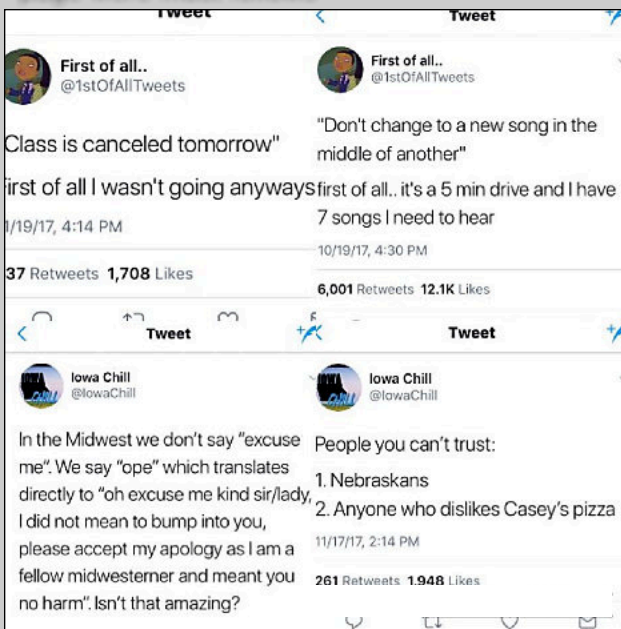 Tweet
First of all..
@1stOfAllTweets
Class is canceled tomorrow"
first of all I wasn't going anyways
1/19/17, 4:14 PM
37 Retweets 1,708 Likes
Tweet
First of all..
@1stOfAllTweets
"Don't change to a new song in the
middle of another"
first of all.. it's a 5 min drive and I have
7 songs I need to hear
10/19/17, 4:30 PM
6,001 Retweets 12.1K Likes
Tweet
Iowa Chill
@IowaChill
In the Midwest we don't say "excuse
me". We say "ope" which translates
directly to "oh excuse me kind sir/lady,
I did not mean to bump into you,
please accept my apology as I am a
fellow midwesterner and meant you
no harm". Isn't that amazing?
Tweet
Iowa Chill
@IowaChill
People you can't trust:
1. Nebraskans
2. Anyone who dislikes Casey's pizza
11/17/17, 2:14 PM
261 Retweets 1,948 Likes